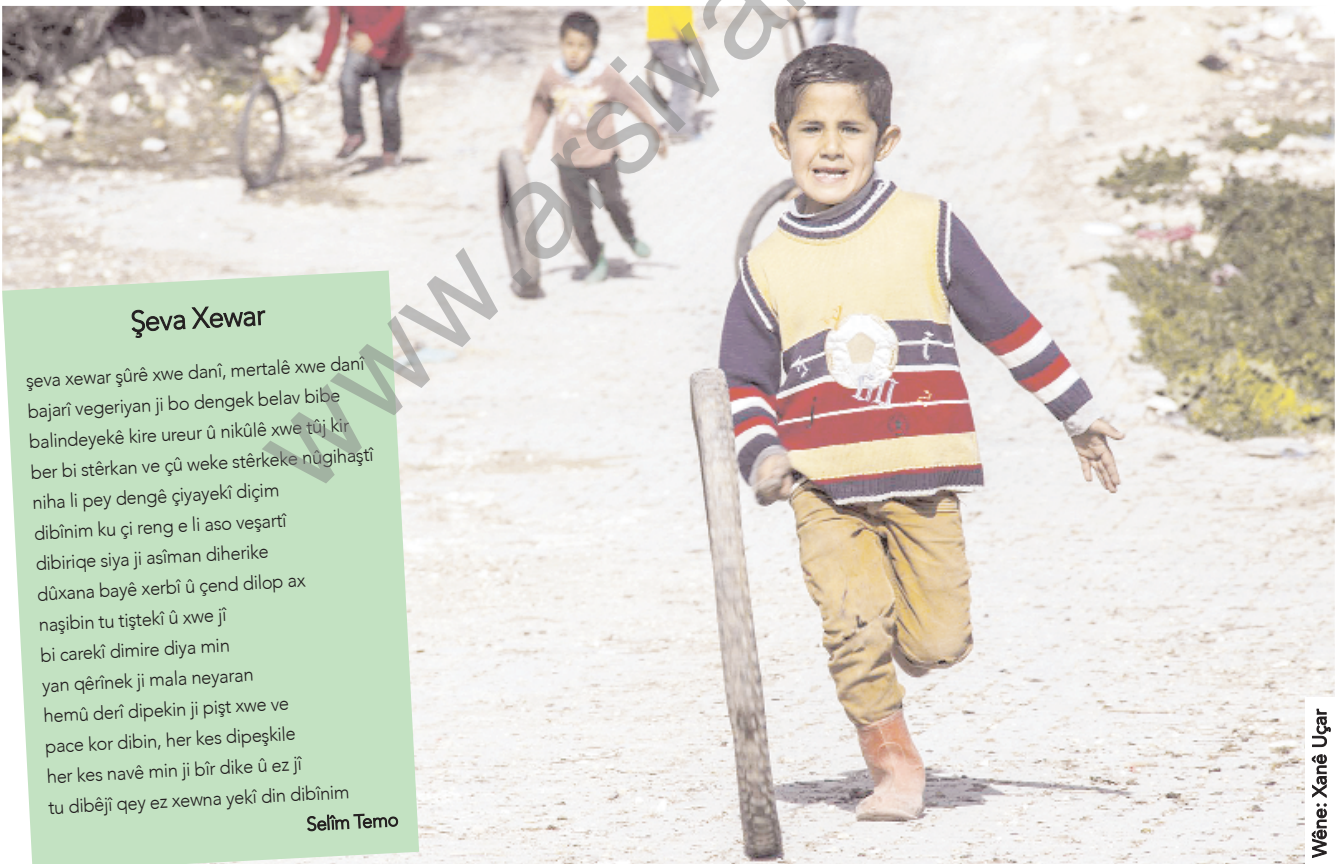 Şeva Xewar
şeva xewar şûrê xwe danî, mertalê xwe danî
bajarî vegeriyan ji bo dengek belav bibe
balindeyekê kire ureur û nikûlê xwe tûj kir
ber bi stêrkan ve çû weke stêrkeke nûgihaştî
niha li pey dengê çiyayekî diçim
dibînim ku çi reng e li aso veşartî
dibiriqe siya ji asîman diherike
dûxana bayê xerbî û çend dilop ax
naşibin tu tiştekî û xwe jî
bi carekî dimire diya min
yan qêrînek ji mala neyaran
hemû derî dipekin ji pişt xwe ve
pace kor dibin, her kes dipeşkile
her kes navê min ji bîr dike û ez jî
tu dibêjî qey ez xewna yekî din dibînim
Selîm Temo
Wêne: Xanê Uçar